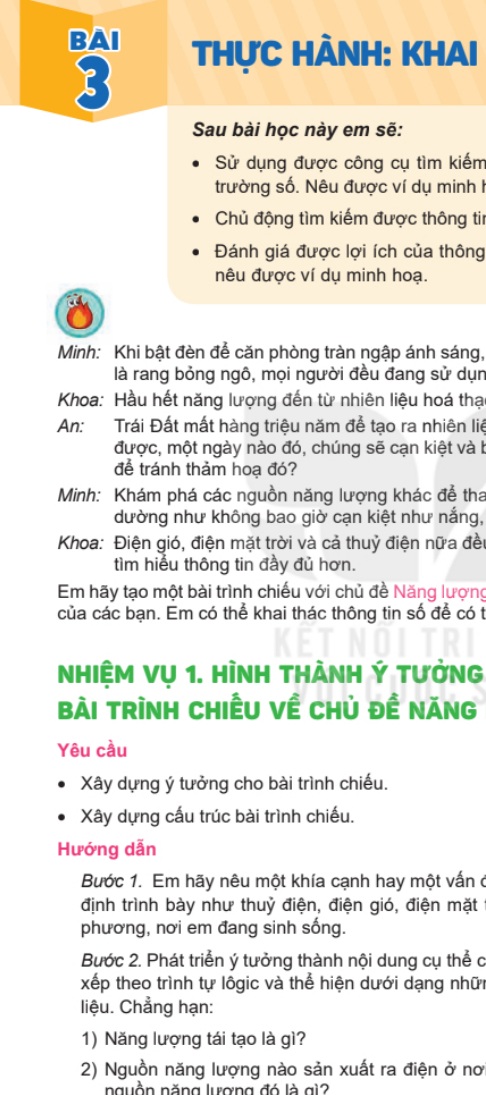 BÀI
3
THỰC HÀNH: KHAI
Sau bài học này em sẽ:
• Sử dụng được công cụ tìm kiếm
trường số. Nêu được ví dụ minh
• Chủ động tìm kiếm được thông
• Đánh giá được lợi ích của thông
nêu được ví dụ minh hoạ.
Minh: Khi bật đèn để căn phòng tràn ngập ánh sáng,
là rang bỏng ngô, mọi người đều đang sử
Khoa: Hầu hết năng lượng đến từ nhiên liệu hoá
An: Trái Đất mất hàng triệu năm để tạo ra nhiên
được, một ngày nào đó, chúng sẽ cạn kiệt và
để tránh thảm hoạ đó?
Minh: Khám phá các nguồn năng lượng khác để
dường như không bao giờ cạn kiệt như nắng,
Khoa: Điện gió, điện mặt trời và cả thuỷ điện nữa
tìm hiểu thông tin đầy đủ hơn.
Em hãy tạo một bài trình chiếu với chủ đề Năng lượng
của các bạn. Em có thể khai thác thông tin số để có
KẾT NỐI TRI
NHIỆM VỤ 1. HÌNH THÀNH Ý TƯỞNG
BÀI TRÌNH CHIẾU VỀ CHỦ ĐỀ NĂNG
Yêu cầu
• Xây dựng ý tưởng cho bài trình chiếu.
• Xây dựng cấu trúc bài trình chiếu.
Hướng dẫn
Bước 1. Em hãy nêu một khía cạnh hay một vấn
định trình bày như thuỷ điện, điện gió, điện mặt
phương, nơi em đang sinh sống.
Bước 2. Phát triển ý tưởng thành nội dung cụ thể
xếp theo trình tự lôgic và thể hiện dưới dạng
liệu. Chẳng hạn:
1) Năng lượng tái tạo là gì?
2) Nguồn năng lượng nào sản xuất ra điện ở
nguồn năng lượng đó là gì?